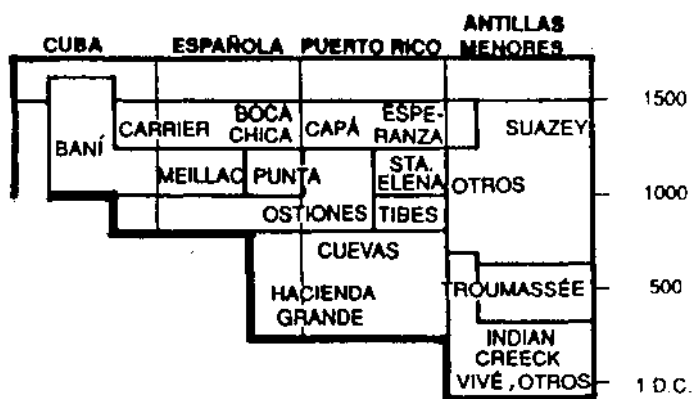 CUBA ESPAÑOLA PUERTO RICO ANTILLAS
MENORES
1500
CARRIER BOCA
CHICA CAPÁ ESPE-
RANZA SUAZEY
BANÍ
MEILLAC PUNTA STA.
ELENA OTROS
1000
OSTIONES TIBES
CUEVAS
HACIENDA
GRANDE TROUMASSÉE 500
INDIAN
CREECK
VIVÉ , OTROS 1 D.C.